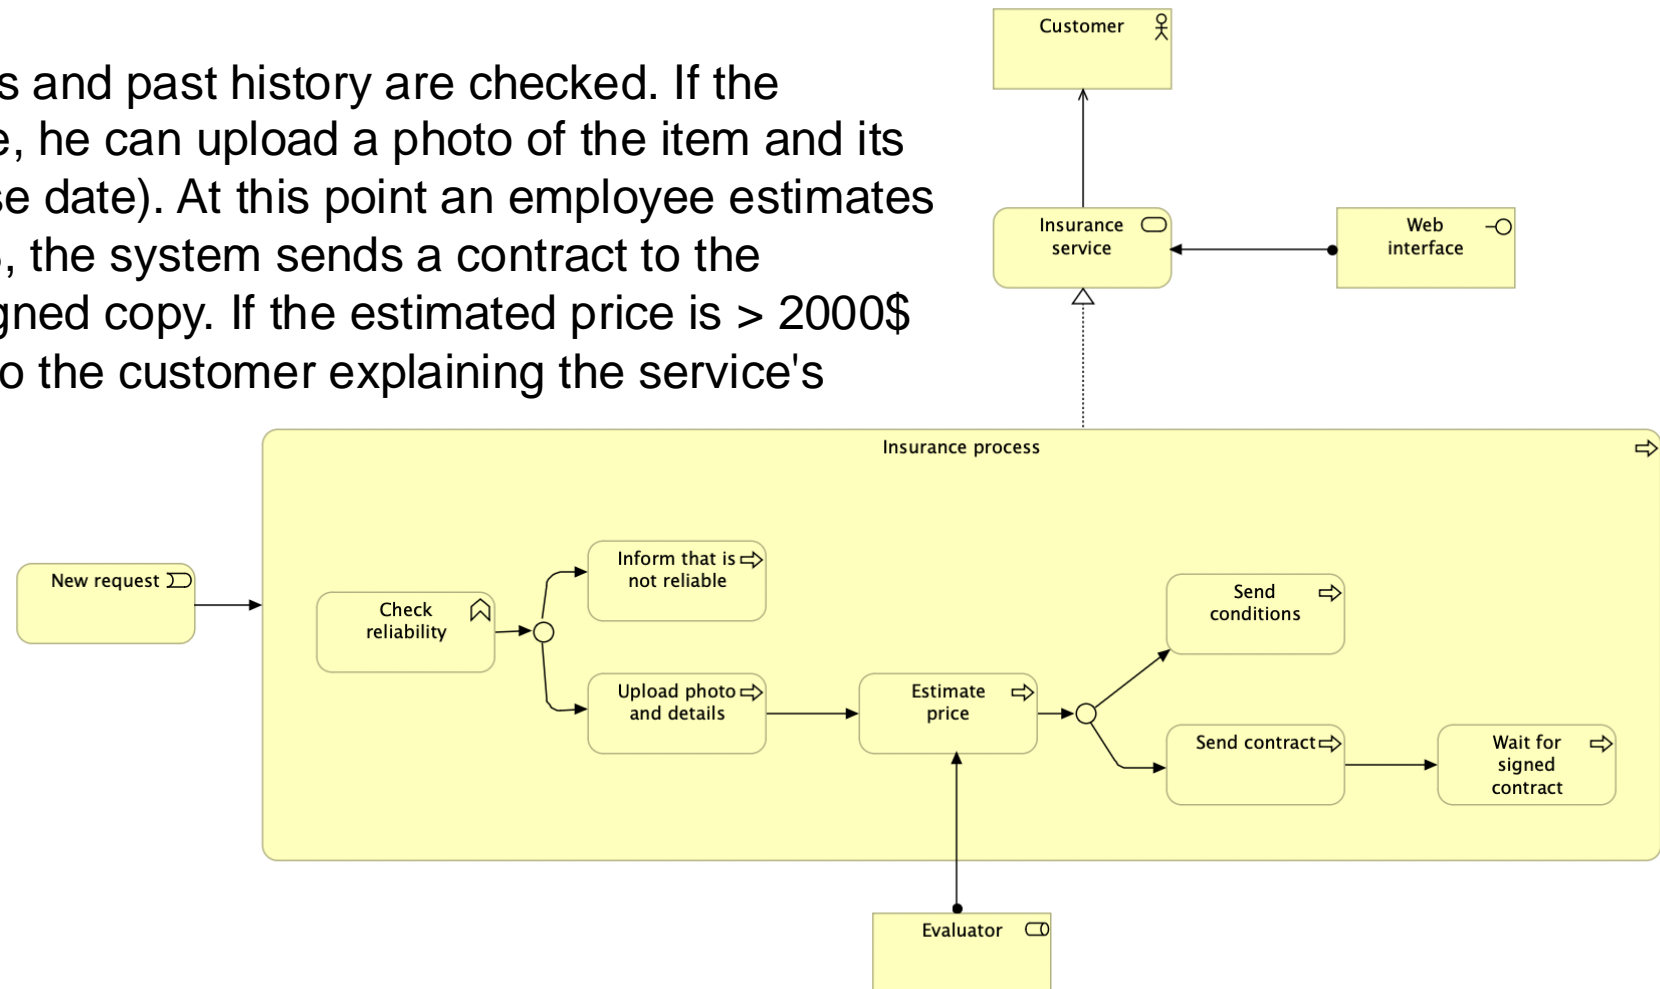 Customer
s and past history are checked. If the
e, he can upload a photo of the item and its
se date). At this point an employee estimates
, the system sends a contract to the
gned copy. If the estimated price is > 2000$
o the customer explaining the service's
Insurance
service
Web
interface
Insurance process
New request
Check
reliability
Inform that is
not reliable
Upload photo
and details
Estimate
price
Send
conditions
Send contract
Wait for
signed
contract
Evaluator